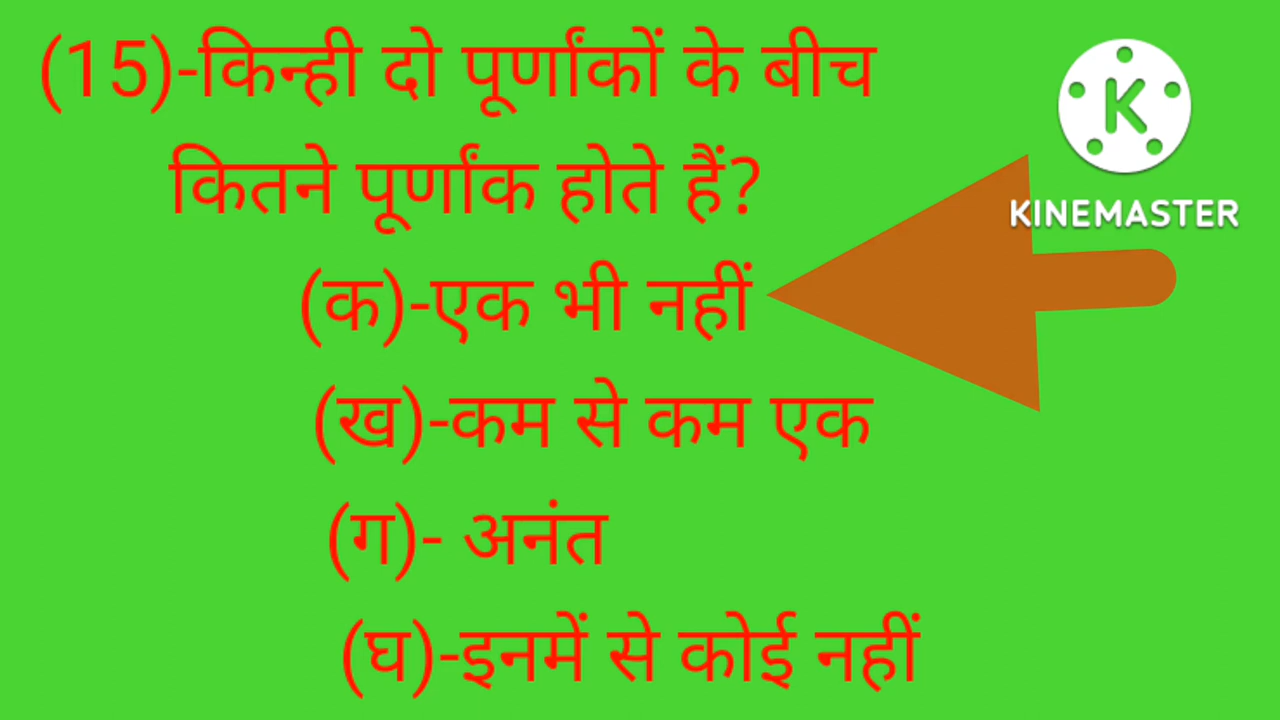 (15)-किन्ही दो पूर्णांकों के बीच
कितने पूर्णांक होते हैं?
(क)-एक भी नहीं
(ख)-कम से कम एक
(ग)- अनंत
(घ)-इनमें से कोई नहीं
K
KINEMASTER